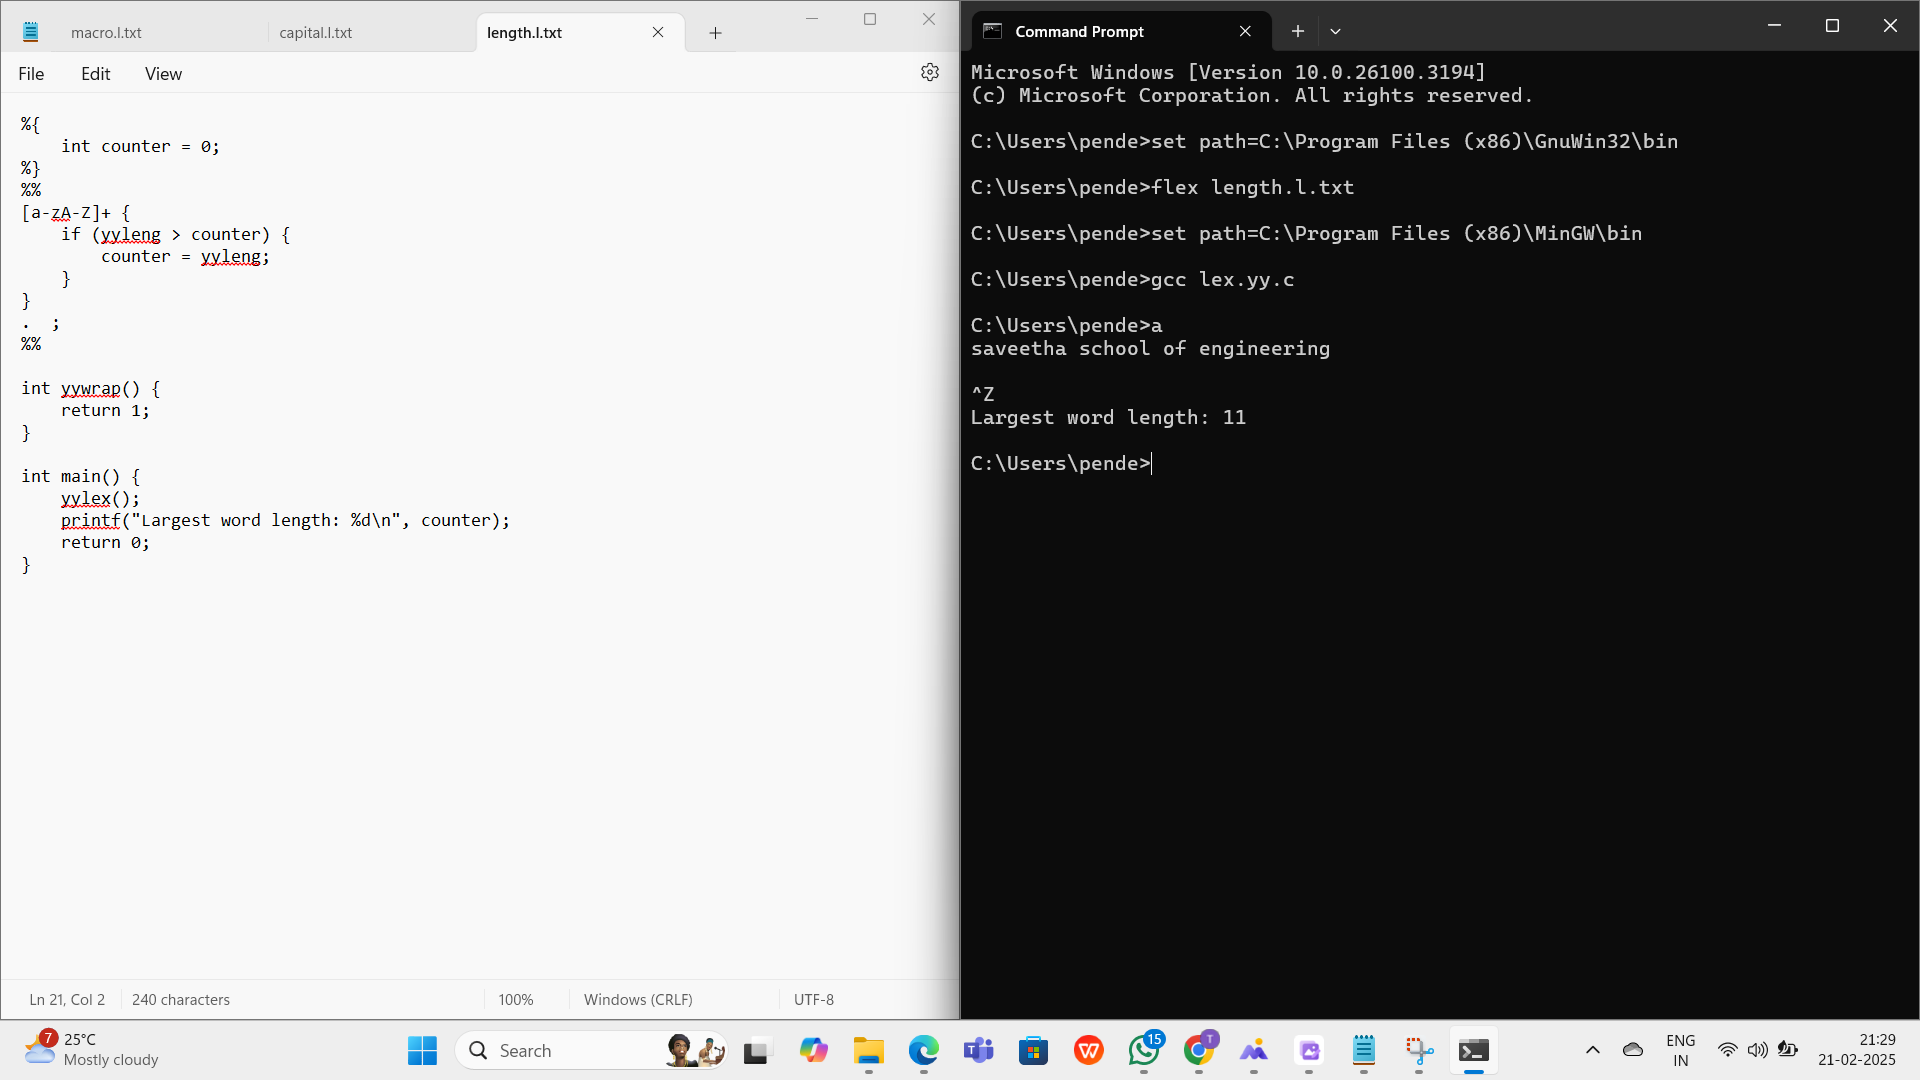 macro.l.txt
capital.l.txt
length.l.txt
File
Edit
View
%{
    int counter = 0;
%}
%%
[a-zA-Z]+ {
    if (yyleng > counter) {
        counter = yyleng;
    }
}
.  ;
%%
int yywrap() {
    return 1;
}
int main() {
    yylex();
    printf("Largest word length: %d\n", counter);
    return 0;
}
Ln 21, Col 2
240 characters
100%
Windows (CRLF)
UTF-8
Command Prompt
Microsoft Windows [Version 10.0.26100.3194]
(c) Microsoft Corporation. All rights reserved.
C:\Users\pende>set path=C:\Program Files (x86)\GnuWin32\bin
C:\Users\pende>flex length.l.txt
C:\Users\pende>set path=C:\Program Files (x86)\MinGW\bin
C:\Users\pende>gcc lex.yy.c
C:\Users\pende>a
saveetha school of engineering
^Z
Largest word length: 11
C:\Users\pende>
7
25°C
Mostly cloudy
Search
T
W
15
T
ENG
IN
21:29
21-02-2025